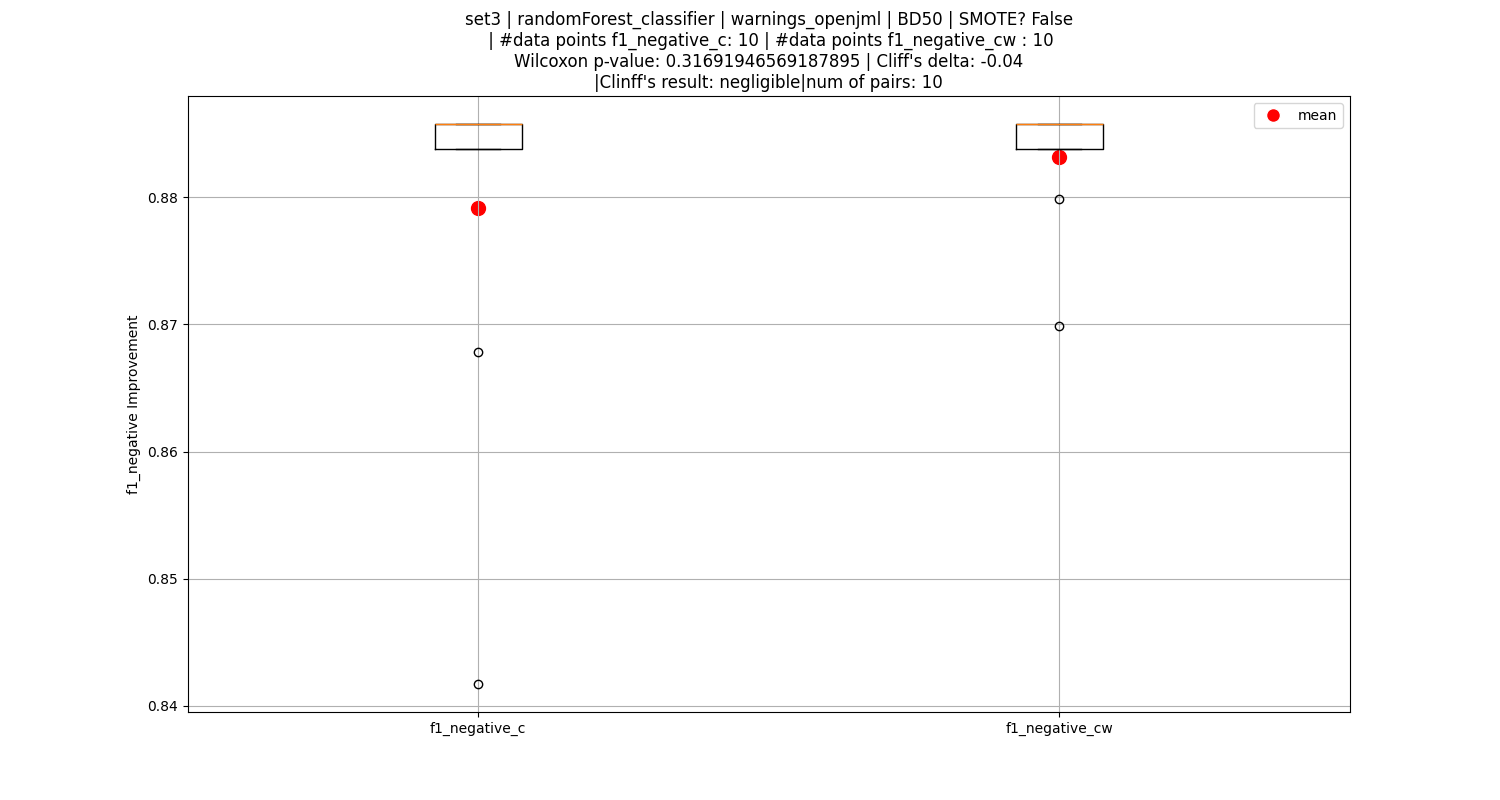 set3 | randomForest_classifier | warnings_openjml | BD50 | SMOTE? False
| #data points f1_negative_c: 10 | #data points f1_negative_cw : 10
Wilcoxon p-value: 0.31691946569187895 | Cliff's delta: -0.04
|Clinff's result: negligible|num of pairs: 10
mean
0.88
0.87
0.86
0.85
0.84
f1_negative Improvement
f1_negative_c
f1_negative_cw